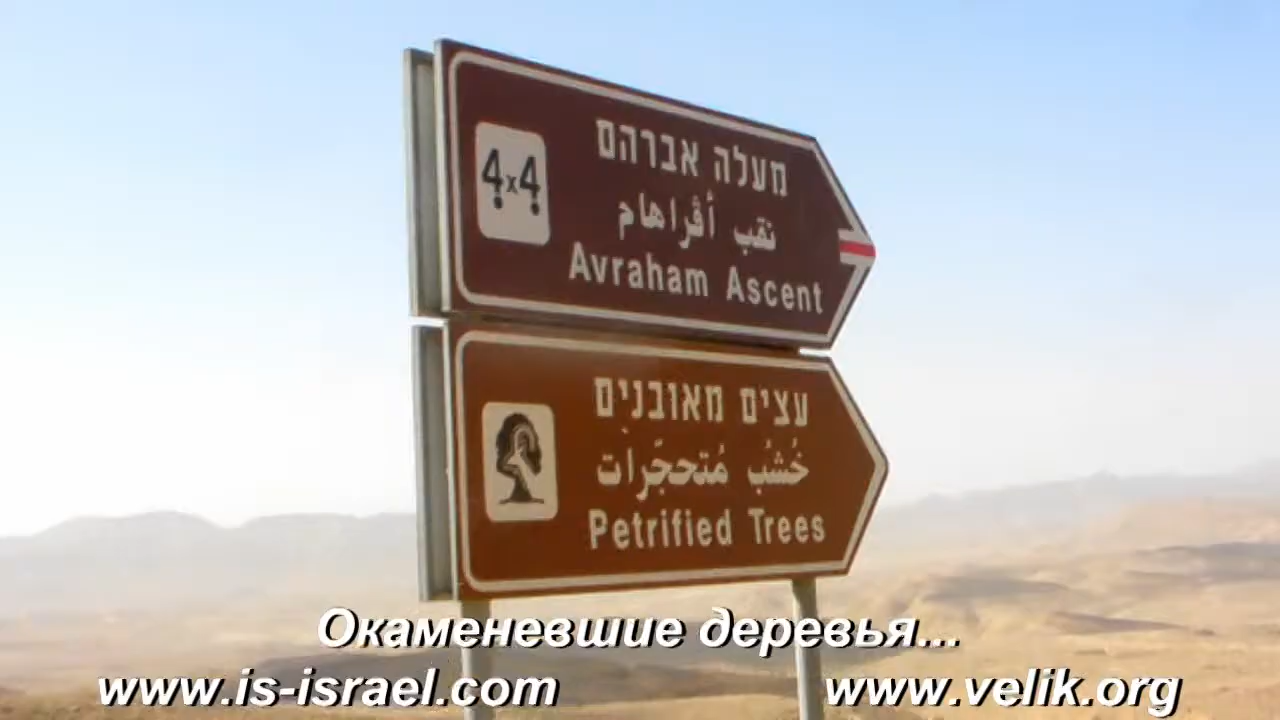 4x4
מעלה אברהם
نقب أڤراهام
Avraham Ascent
עצים מאובנים
خُشبُ مُتحجّرات
Petrified Trees
Окаменевшие деревья...
www.is-israel.com
www.velik.org